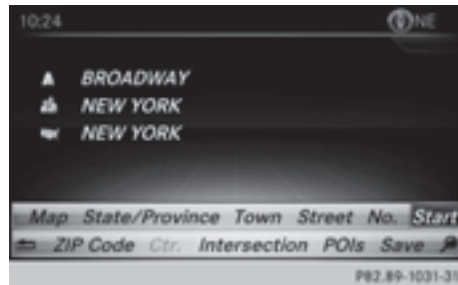 10:24 NE
BROADWAY
NEW YORK
NEW YORK
Map State/Province Town Street No. Start
ZIP Code Ctr. Intersection POIs Save
P82.89-1031-31